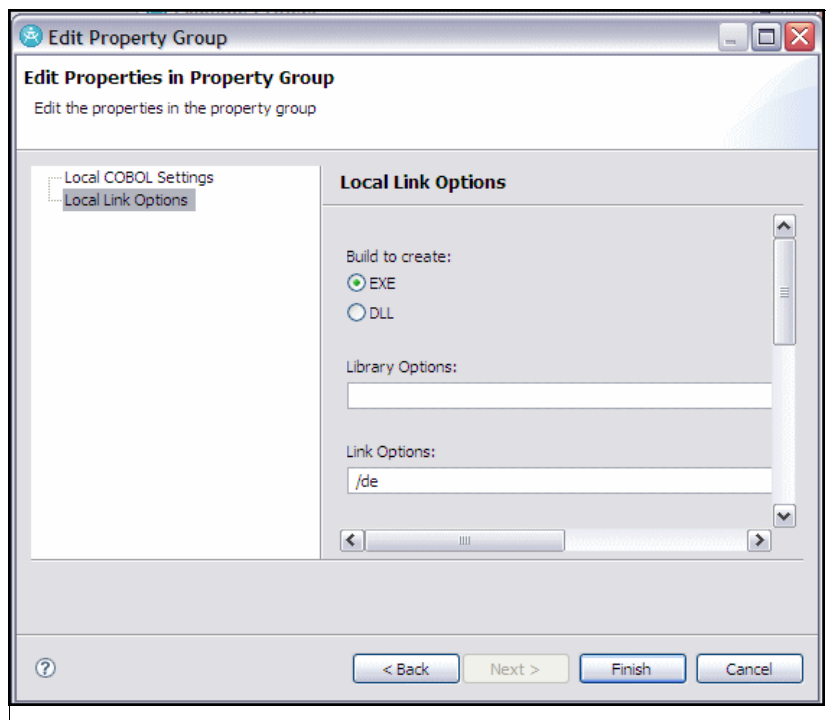 Edit Property Group
Edit Properties in Property Group
Edit the properties in the property group
Local COBOL Settings
Local Link Options
Local Link Options
Build to create:
EXE
DLL
Library Options:
Link Options:
/de
?
< Back
Next >
Finish
Cancel